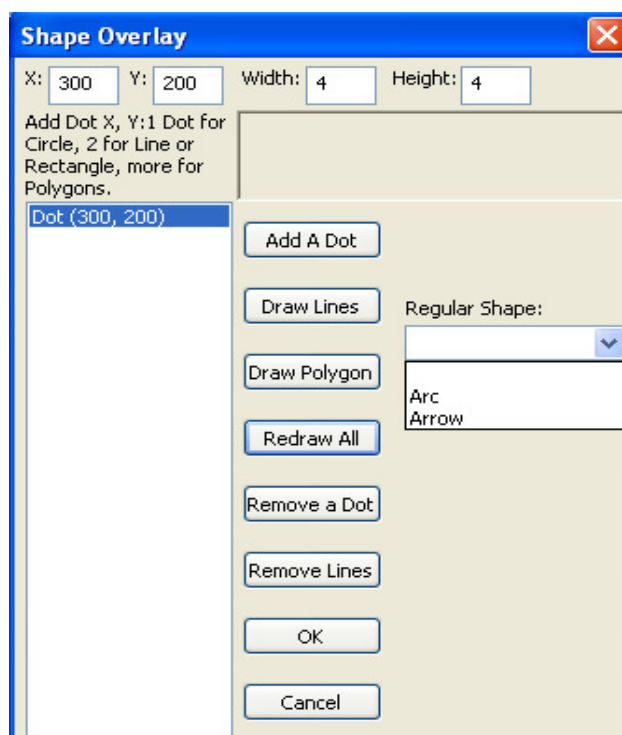 Shape Overlay
X: 300 Y: 200 Width: 4 Height: 4
Add Dot X, Y:1 Dot for
Circle, 2 for Line or
Rectangle, more for
Polygons.
Dot (300, 200)
Add A Dot
Draw Lines
Regular Shape:
Draw Polygon
Arc
Arrow
Redraw All
Remove a Dot
Remove Lines
OK
Cancel